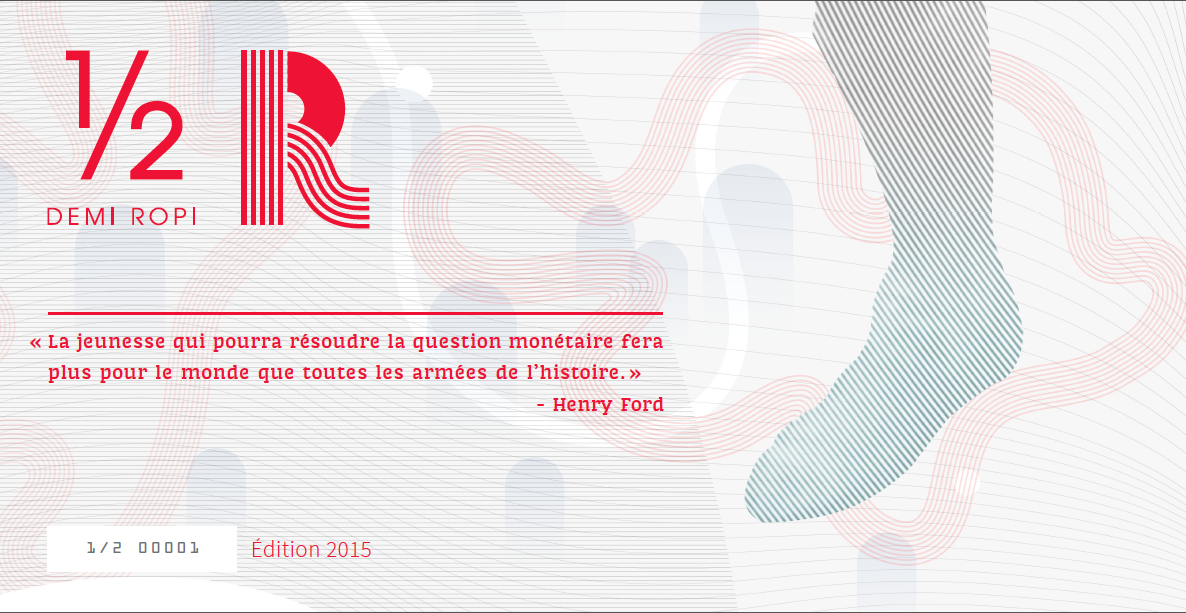 ½ R
DEMI ROPI
« La jeunesse qui pourra résoudre la question monétaire fera
plus pour le monde que toutes les armées de l’histoire. »
- Henry Ford
1/2 00001
Édition 2015